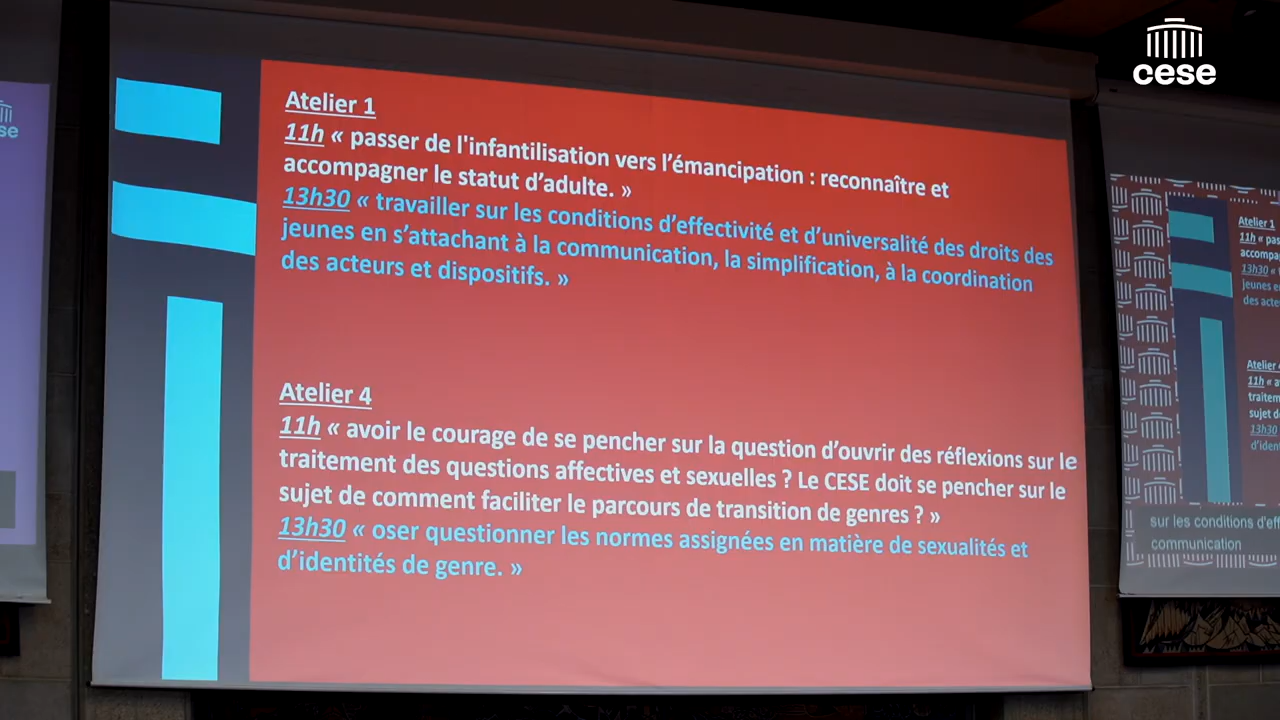 cese
se
Atelier 1
11h « passer de l'infantilisation vers l'émancipation : reconnaître et
accompagner le statut d'adulte. »
13h30 « travailler sur les conditions d'effectivité et d'universalité des droits des
jeunes en s'attachant à la communication, la simplification, à la coordination
des acteurs et dispositifs. »
Atelier 4
11h « avoir le courage de se pencher sur la question d'ouvrir des réflexions sur le
traitement des questions affectives et sexuelles ? Le CESE doit se pencher sur le
sujet de comment faciliter le parcours de transition de genres ? »
13h30 « oser questionner les normes assignées en matière de sexualités et
d'identités de genre. »
Atelier 1
11h « pas
accompa
13h30 «
jeunes e
des acte
Atelier
11h « a
traitem
sujet d
13h30
d'iden
sur les conditions d'eff
communication